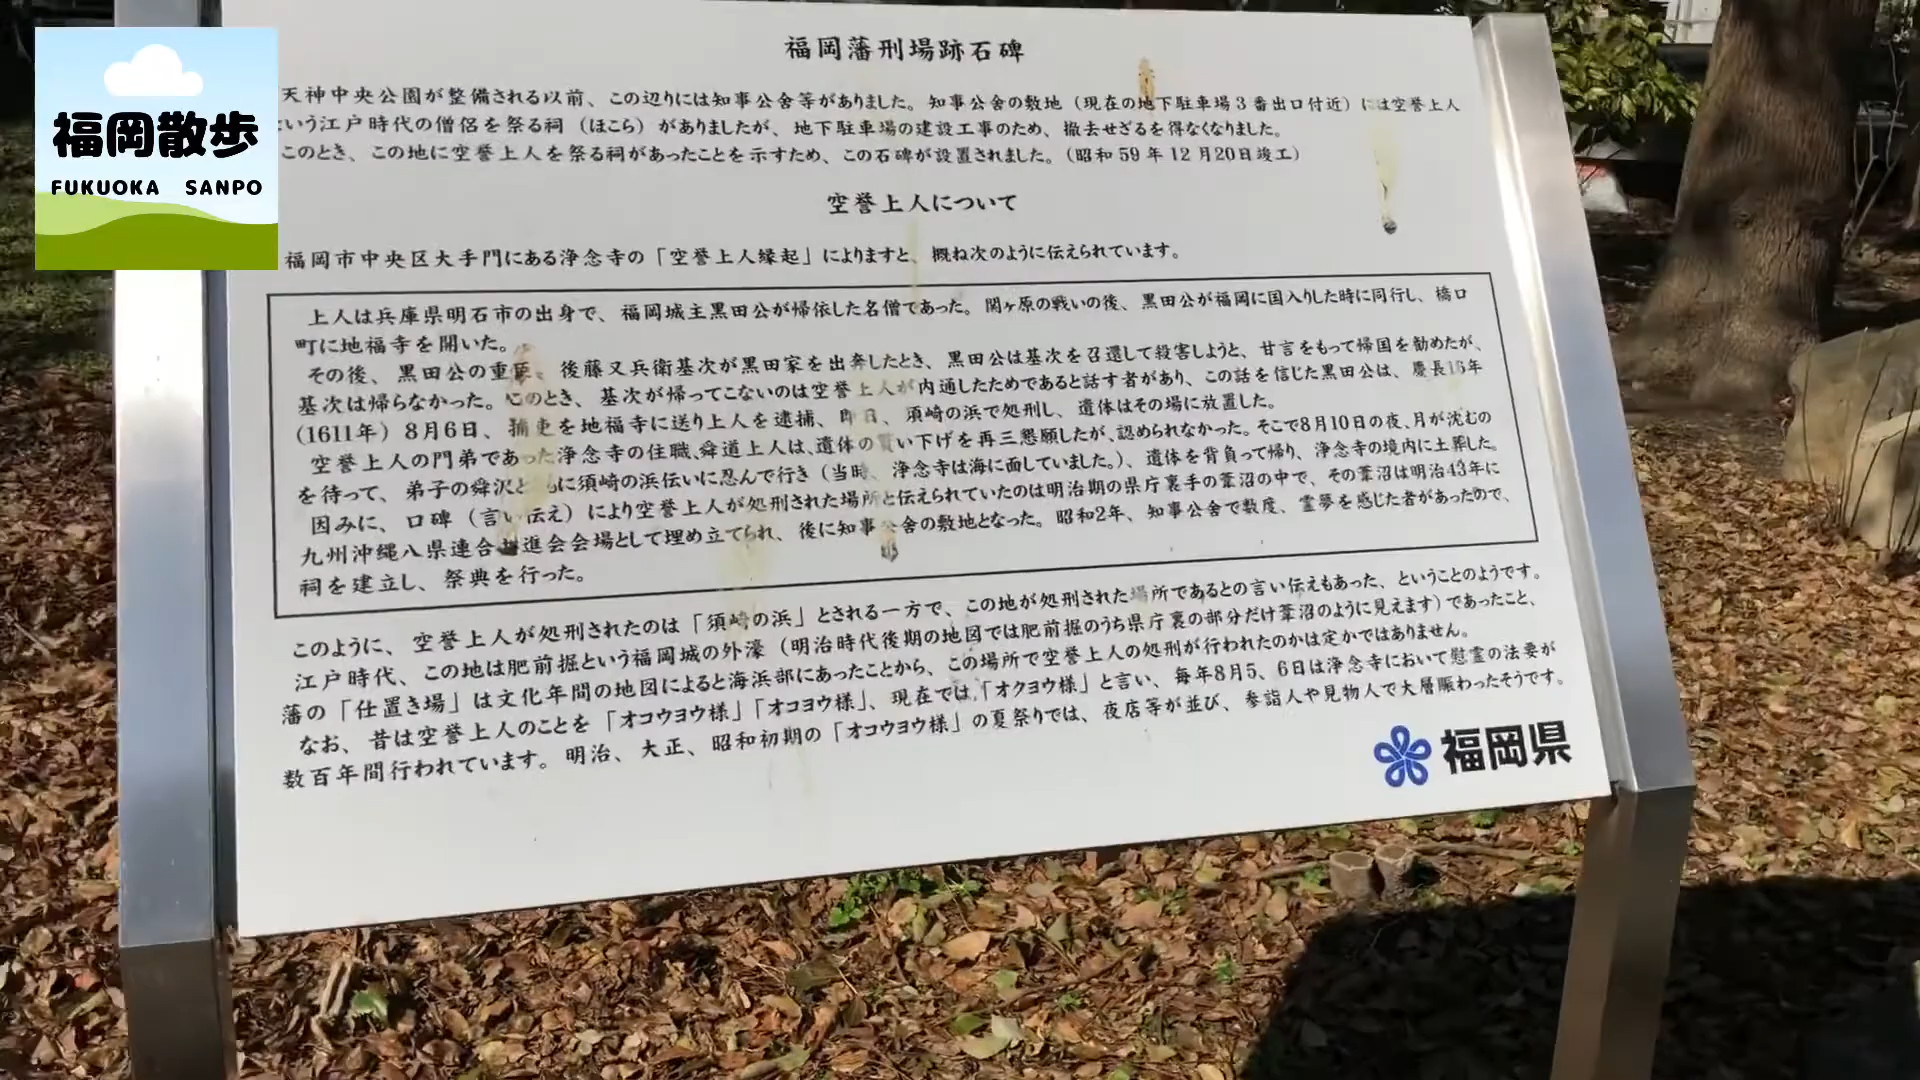 福岡散歩
FUKUOKA SANPO
福岡藩刑場跡石碑
天神中央公園が整備される以前、この辺りには知事公舎等がありました。知事公舎の敷地（現在の地下駐車場3番出口付近）には空誉上人
いう江戸時代の僧侶を祭る祠（ほこら）がありましたが、地下駐車場の建設工事のため、撤去せざるを得なくなりました。
このとき、この地に空誉上人を祭る祠があったことを示すため、この石碑が設置されました。（昭和59年12月20日竣工）
空誉上人について
福岡市中央区大手門にある浄念寺の「空誉上人縁起」によりますと、概ね次のように伝えられています。
上人は兵庫県明石市の出身で、福岡城主黒田公が帰依した名僧であった。関ヶ原の戦いの後、黒田公が福岡に国入りした時に同行し、橋口
町に地福寺を開いた。
その後、黒田公の重臣、後藤又兵衛基次が黒田家を出奔したとき、黒田公は基次を召還して殺害しようと、甘言をもって帰国を勧めたが、
基次は帰らなかった。このとき、基次が帰ってこないのは空誉上人が内通したためであると話す者があり、この話を信じた黒田公は、慶長16年
（1611年）8月6日、捕吏を地福寺に送り上人を逮捕、即日、須崎の浜で処刑し、遺体はその場に放置した。
空誉上人の門弟であった浄念寺の住職、舜道上人は、遺体の貰い下げを再三懇願したが、認められなかった。そこで8月10日の夜、月が沈むの
を待って、弟子の舜沢ともに須崎の浜伝いに忍んで行き（当時、浄念寺は海に面していました。）、遺体を背負って帰り、浄念寺の境内に土葬した。
因みに、口碑（言い伝え）により空誉上人が処刑された場所と伝えられていたのは明治期の県庁裏手の葦沼の中で、その葦沼は明治43年に
九州沖縄八県連合共進会会場として埋め立てられ、後に知事公舎の敷地となった。昭和2年、知事公舎で数度、霊夢を感じた者があったので、
祠を建立し、祭典を行った。
このように、空誉上人が処刑されたのは「須崎の浜」とされる一方で、この地が処刑された場所であるとの言い伝えもあった、ということのようです。
江戸時代、この地は肥前掘という福岡城の外濠（明治時代後期の地図では肥前掘のうち県庁裏の部分だけ葦沼のように見えます）であったこと、
藩の「仕置き場」は文化年間の地図によると海浜部にあったことから、この場所で空誉上人の処刑が行われたのかは定かではありません。
なお、昔は空誉上人のことを「オコウヨウ様」「オコヨウ様」、現在では、「オクヨウ様」と言い、毎年8月5、6日は浄念寺において慰霊の法要が
数百年間行われています。明治、大正、昭和初期の「オコウヨウ様」の夏祭りでは、夜店等が並び、参詣人や見物人で大層賑わったそうです。
福岡県